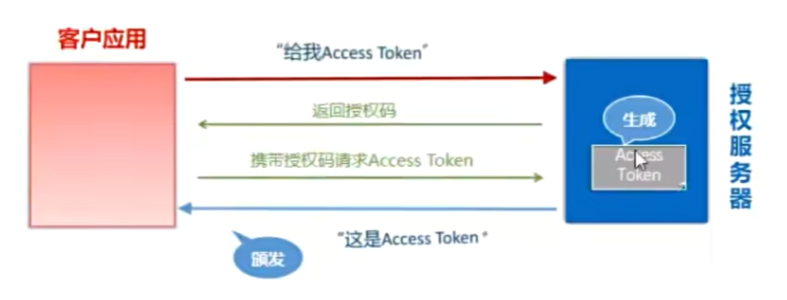 客户应用
“给我Access Token”
返回授权码
携带授权码请求Access Token
“这是Access Token”
颁发
生成
Access
Token
授权服务器